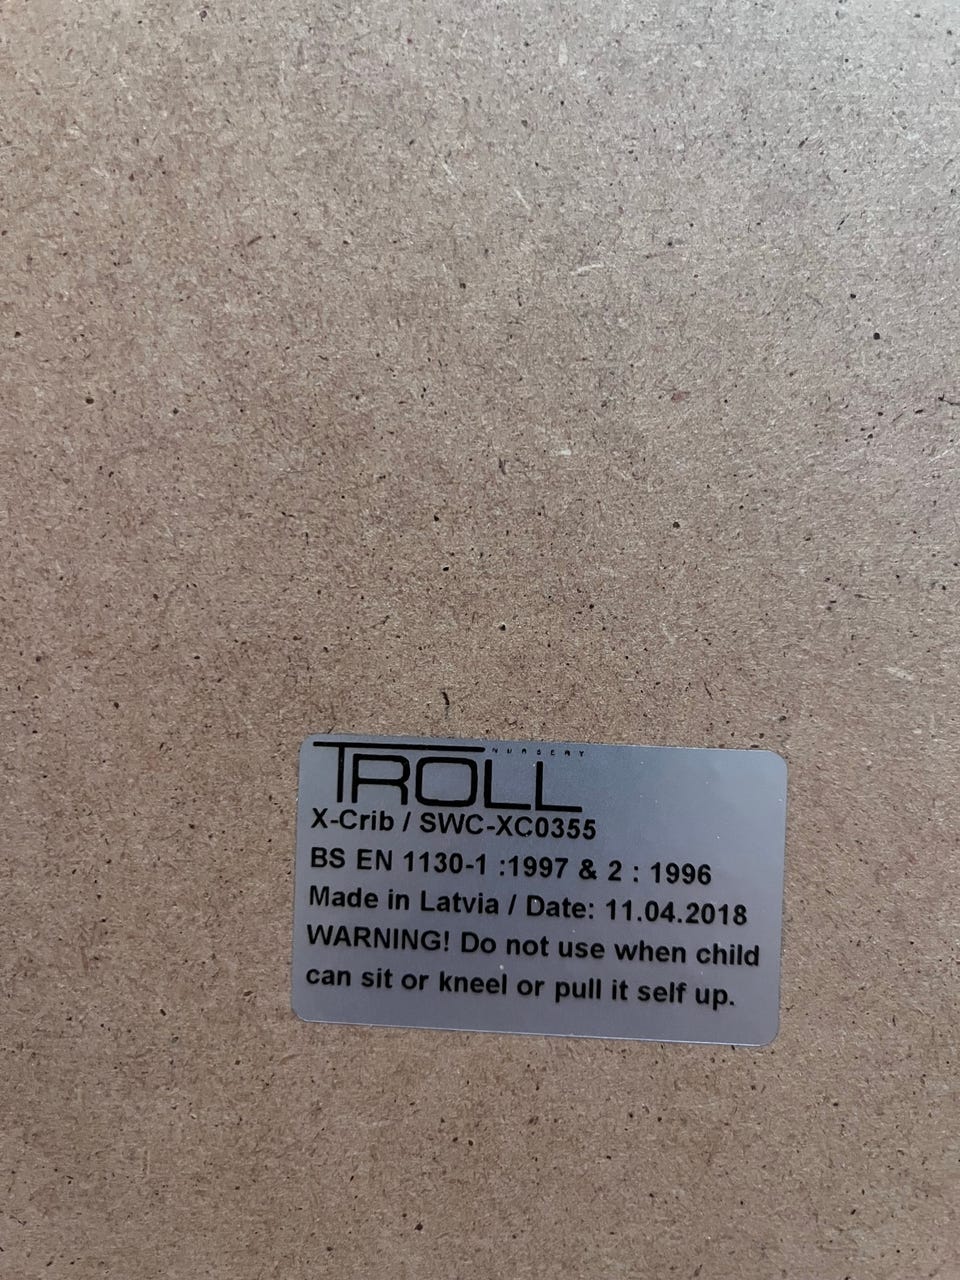 NURSERY
TROLL
X-Crib / SWC-XC0355
BS EN 1130-1 :1997 & 2 : 1996
Made in Latvia / Date: 11.04.2018
WARNING! Do not use when child
can sit or kneel or pull it self up.